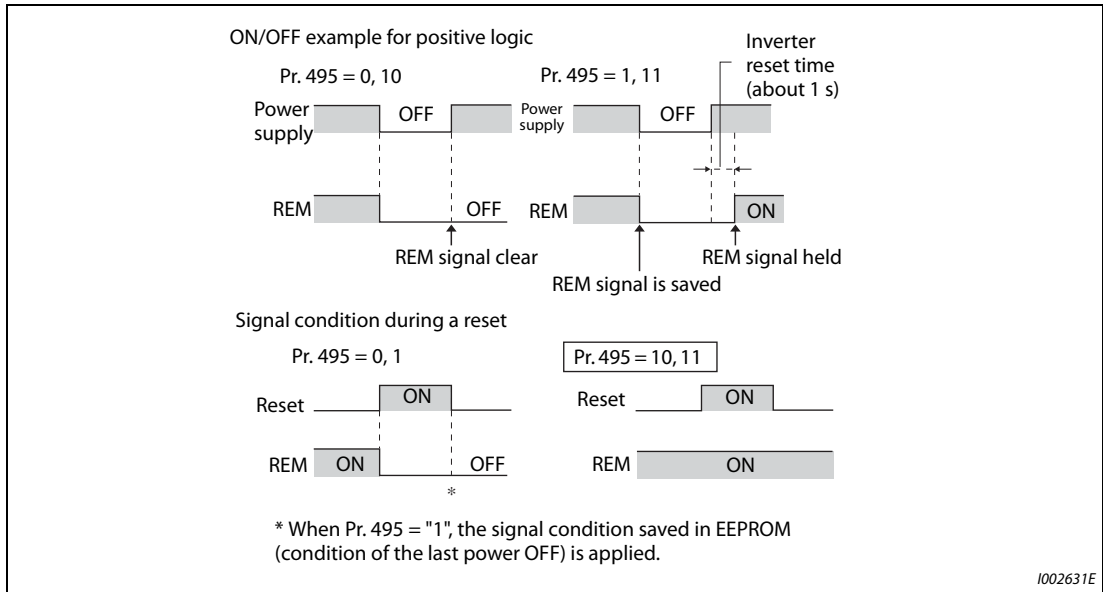 ON/OFF example for positive logic
Pr. 495 = 0, 10
Power
supply
OFF
REM
OFF
REM signal clear
Pr. 495 = 1, 11
Inverter
reset time
(about 1 s)
Power
supply
OFF
REM
ON
REM signal held
REM signal is saved
Signal condition during a reset
Pr. 495 = 0, 1
Reset
ON
REM
ON
OFF
*
Pr. 495 = 10, 11
Reset
ON
REM
ON
* When Pr. 495 = "1", the signal condition saved in EEPROM
(condition of the last power OFF) is applied.
I002631E